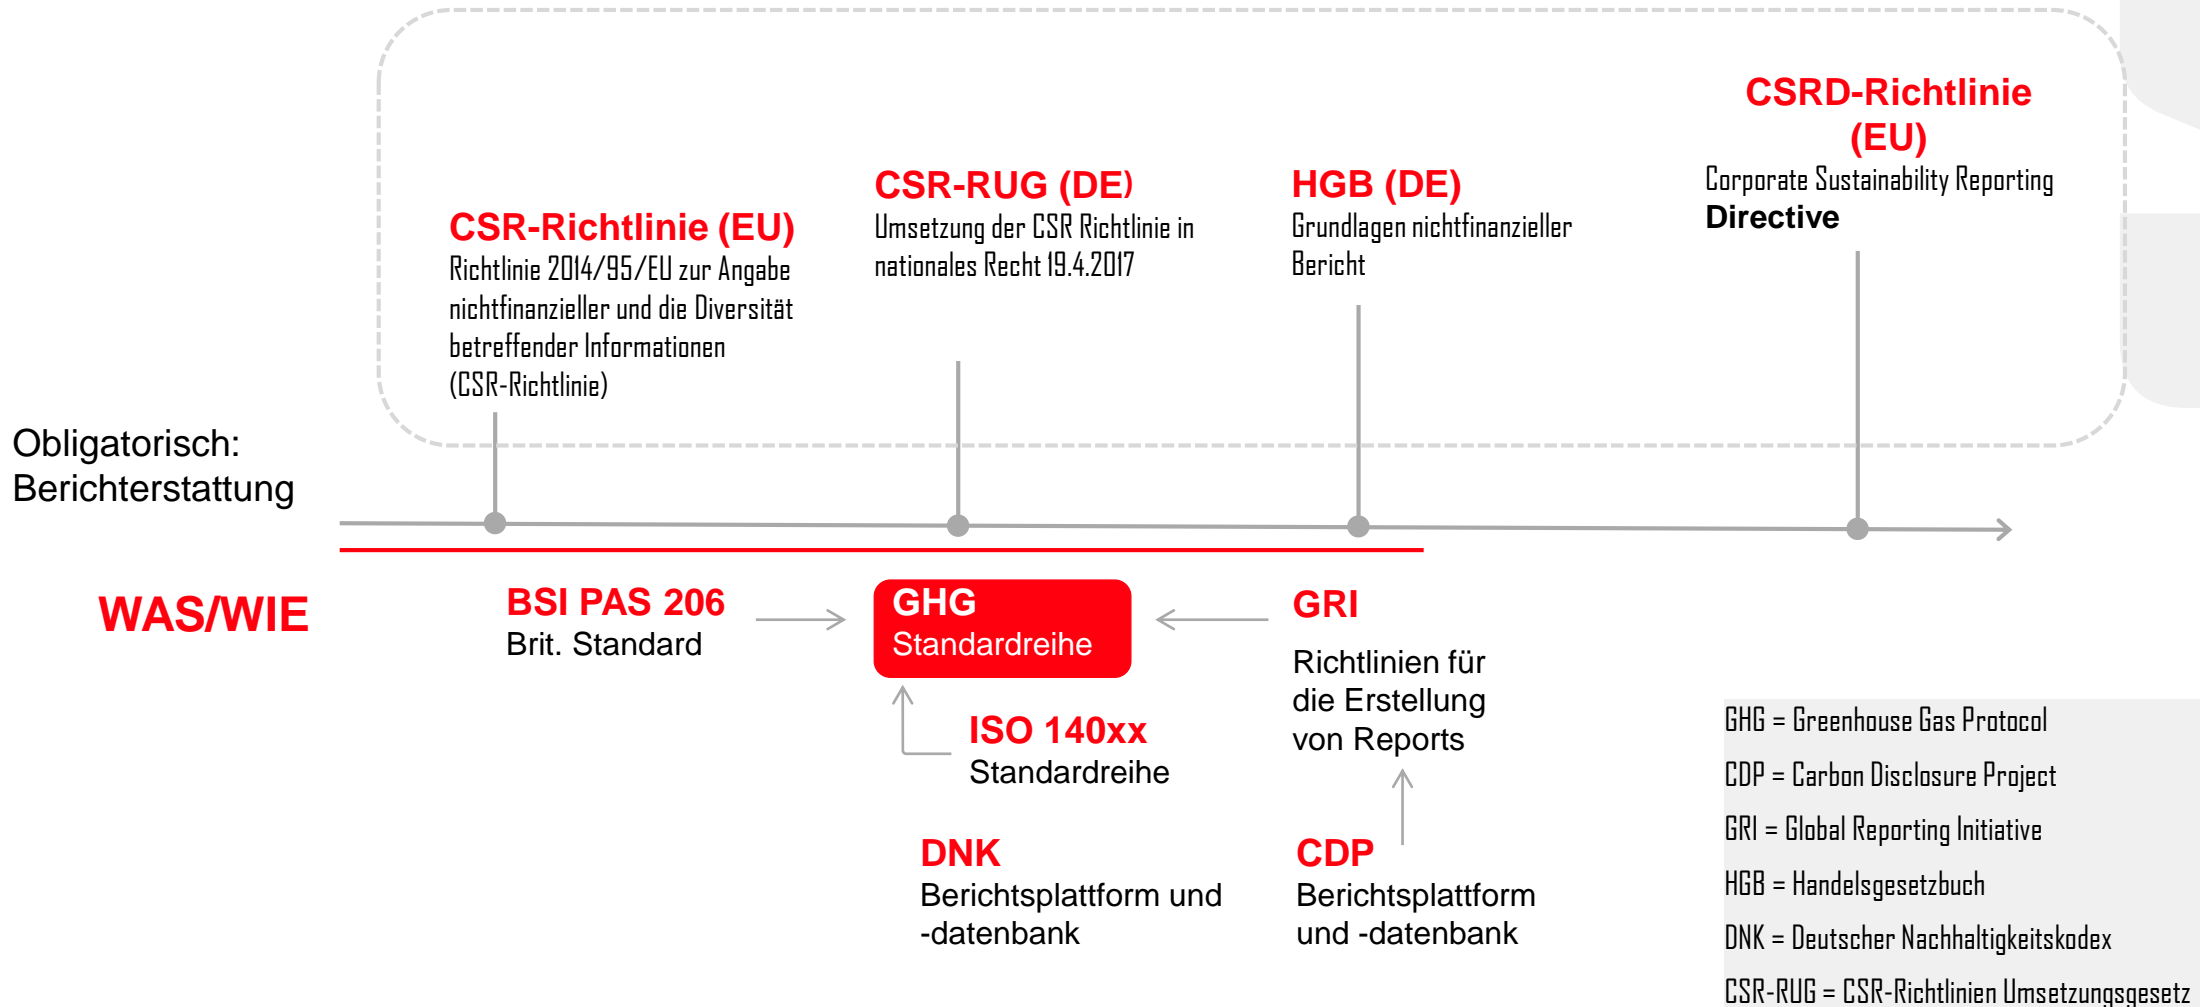 CSR-Richtlinie (EU)
Richtlinie 2014/95/EU zur Angabe
nichtfinanzieller und die Diversität
betreffender Informationen
(CSR-Richtlinie)
CSR-RUG (DE)
Umsetzung der CSR Richtlinie in
nationales Recht 19.4.2017
HGB (DE)
Grundlagen nichtfinanzieller
Bericht
CSRD-Richtlinie
(EU)
Corporate Sustainability Reporting
Directive
Obligatorisch:
Berichterstattung
WAS/WIE
BSI PAS 206
Brit. Standard
GHG
Standardreihe
GRI
Richtlinien für
die Erstellung
von Reports
ISO 140xx
Standardreihe
DNK
Berichtsplattform und
-datenbank
CDP
Berichtsplattform
und -datenbank
GHG = Greenhouse Gas Protocol
CDP = Carbon Disclosure Project
GRI = Global Reporting Initiative
HGB = Handelsgesetzbuch
DNK = Deutscher Nachhaltigkeitskodex
CSR-RUG = CSR-Richtlinien Umsetzungsgesetz